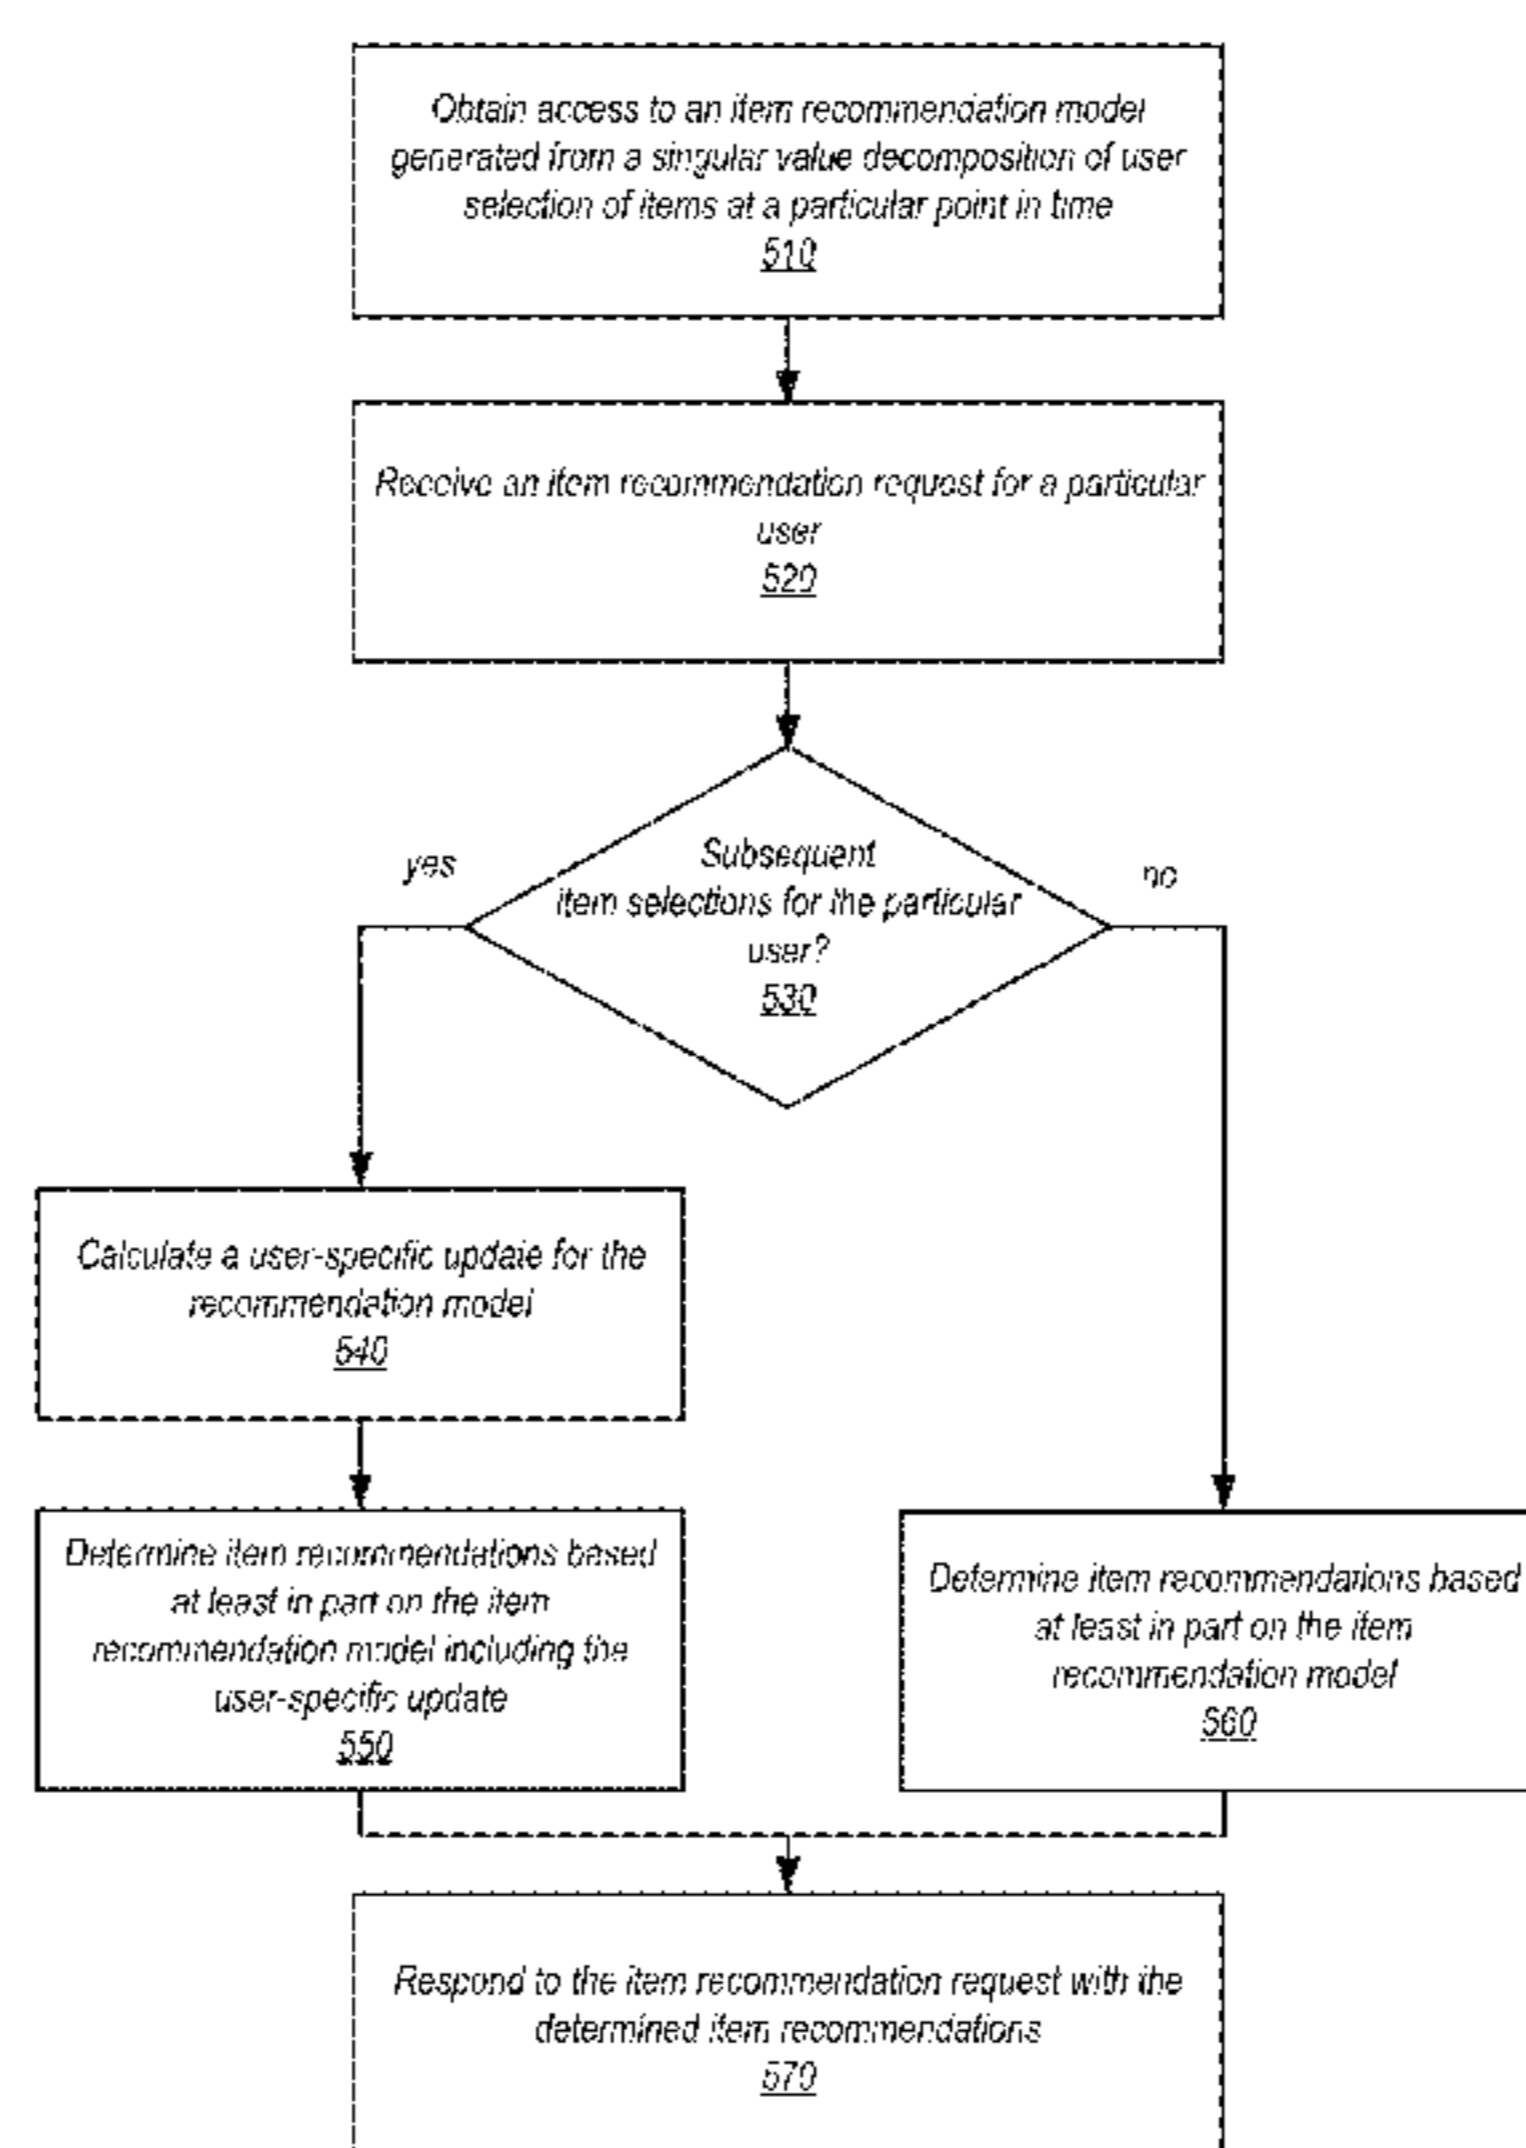 Obtain access to an item recommendation model
generated from a singular value decomposition of user
selection of items at a particular point in time
510
Receive an item recommendation request for a particular
user
520
yes
no
Subsequent
item selections for the particular
user?
530
Calculate a user-specific update for the
recommendation model
540
Determine item recommendations based
at least in part on the item
recommendation model including the
user-specific update
550
Determine item recommendations based
at least in part on the item
recommendation model
560
Respond to the item recommendation request with the
determined item recommendations
570